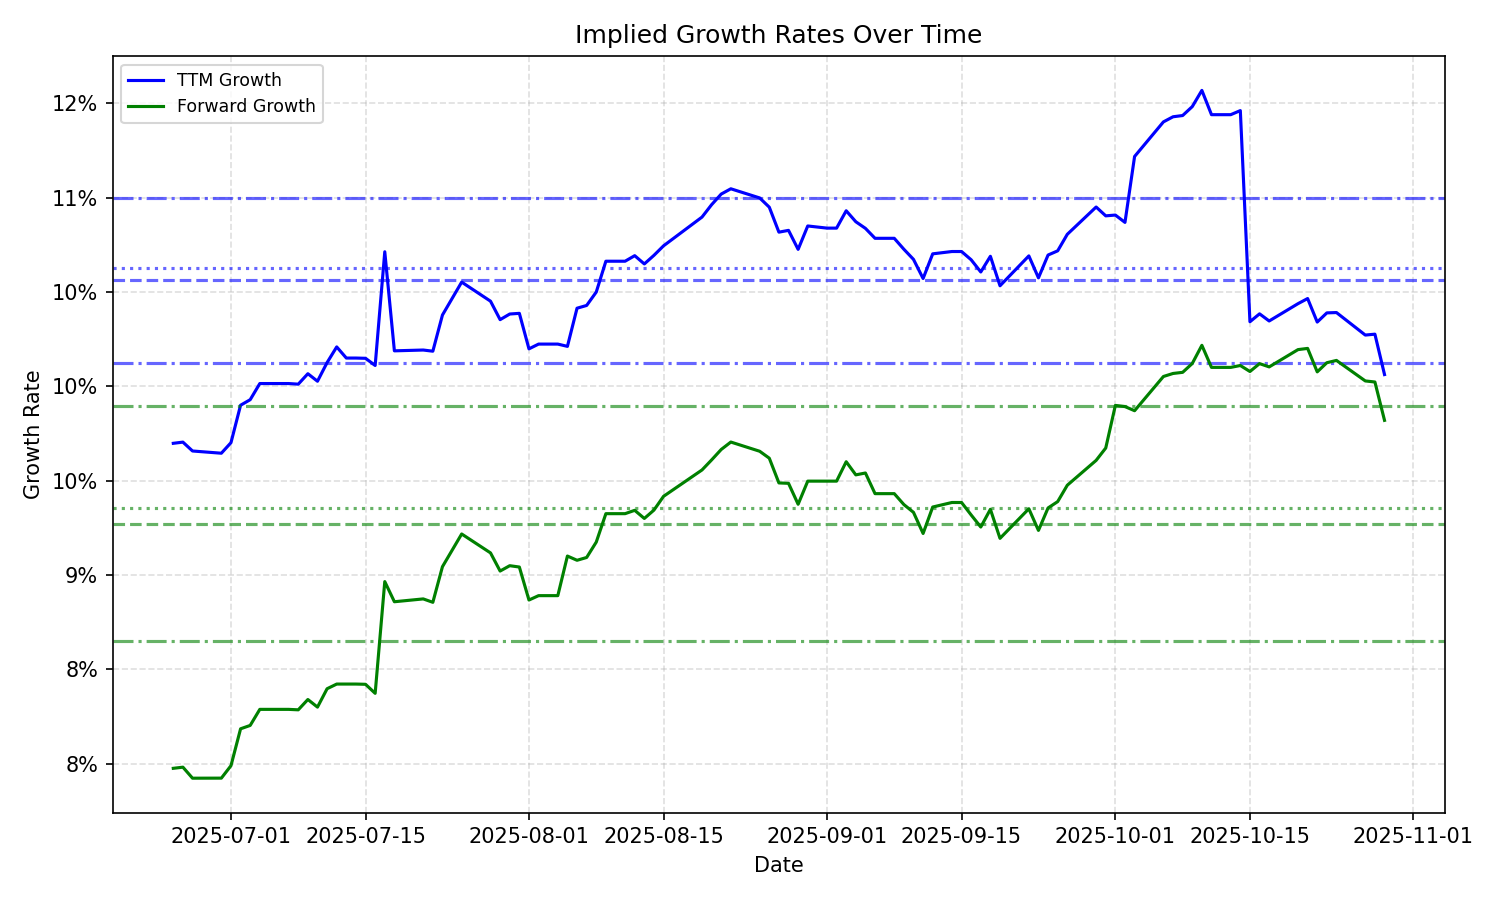 Implied Growth Rates Over Time
TTM Growth
Forward Growth
12%
11%
10%
10%
10%
9%
8%
8%
Growth Rate
2025-07-01 2025-07-15 2025-08-01 2025-08-15 2025-09-01 2025-09-15 2025-10-01 2025-10-15 2025-11-01
Date